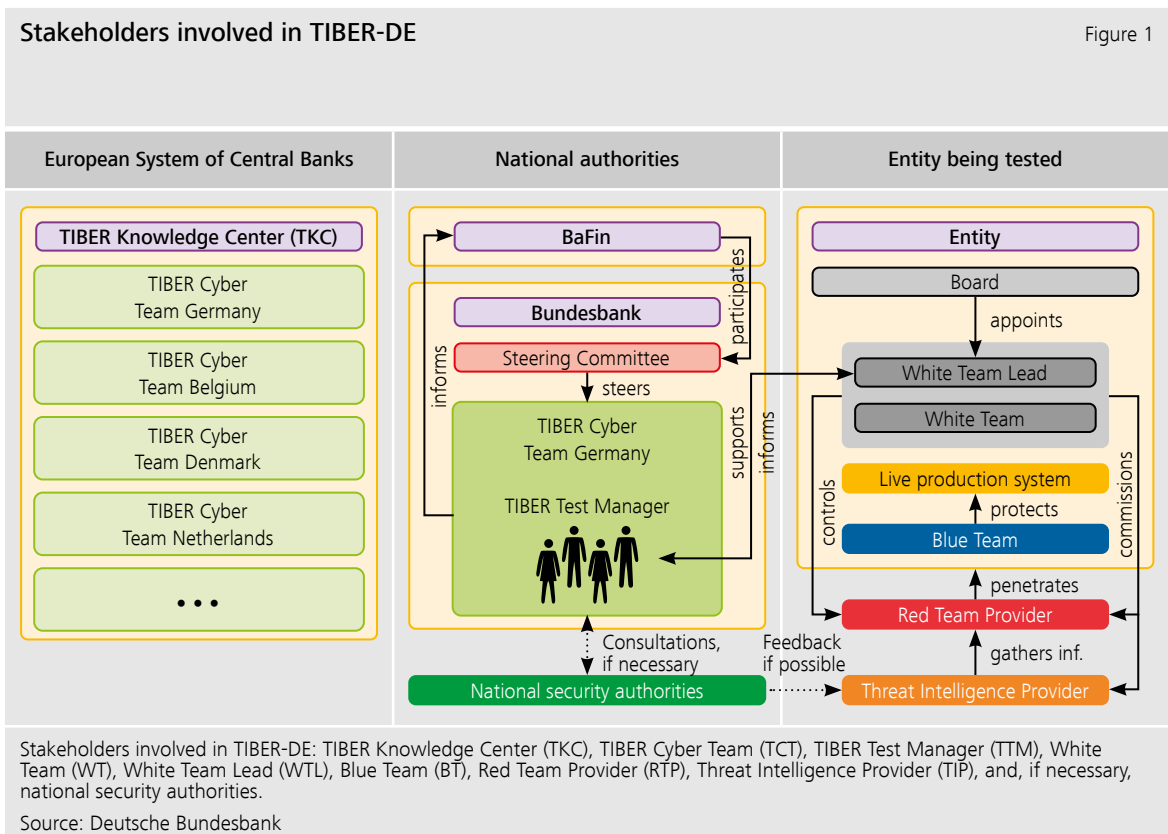 Stakeholders involved in TIBER-DE
Figure 1
European System of Central Banks
National authorities
Entity being tested
TIBER Knowledge Center (TKC)
TIBER Cyber
Team Germany
TIBER Cyber
Team Belgium
TIBER Cyber
Team Denmark
TIBER Cyber
Team Netherlands
...
BaFin
participates
informs
Bundesbank
Steering Committee
steers
TIBER Cyber
Team Germany
TIBER Test Manager
supports
informs
Consultations,
if necessary
National security authorities
Feedback
if possible
Entity
Board
appoints
White Team Lead
White Team
controls
commissions
Live production system
protects
Blue Team
penetrates
Red Team Provider
gathers inf.
Threat Intelligence Provider
Stakeholders involved in TIBER-DE: TIBER Knowledge Center (TKC), TIBER Cyber Team (TCT), TIBER Test Manager (TTM), White
Team (WT), White Team Lead (WTL), Blue Team (BT), Red Team Provider (RTP), Threat Intelligence Provider (TIP), and, if necessary,
national security authorities.
Source: Deutsche Bundesbank